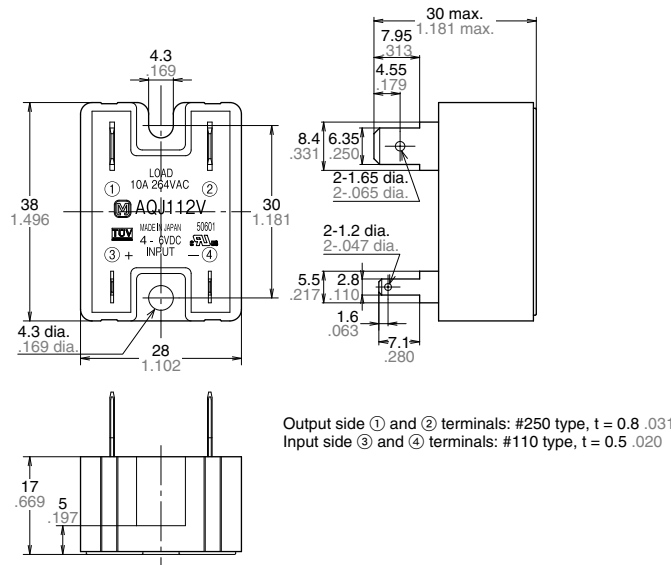 4.3
.169
38
1.496
LOAD
10A 264VAC
① ②
AQJ112V
TÜV
MADE IN JAPAN 50601
4 - 6VDC
③ + INPUT - ④
30
1.181
4.3 dia.
.169 dia.
28
1.102
30 max.
1.181 max.
7.95
.313
4.55
.179
8.4
.331
6.35
.250
2-1.65 dia.
2-.065 dia.
2-1.2 dia.
2-.047 dia.
5.5
.217
2.8
.110
1.6
.063
7.1
.280
Output side ① and ② terminals: #250 type, t = 0.8 .031
Input side ③ and ④ terminals: #110 type, t = 0.5 .020
17
.669
5
.197